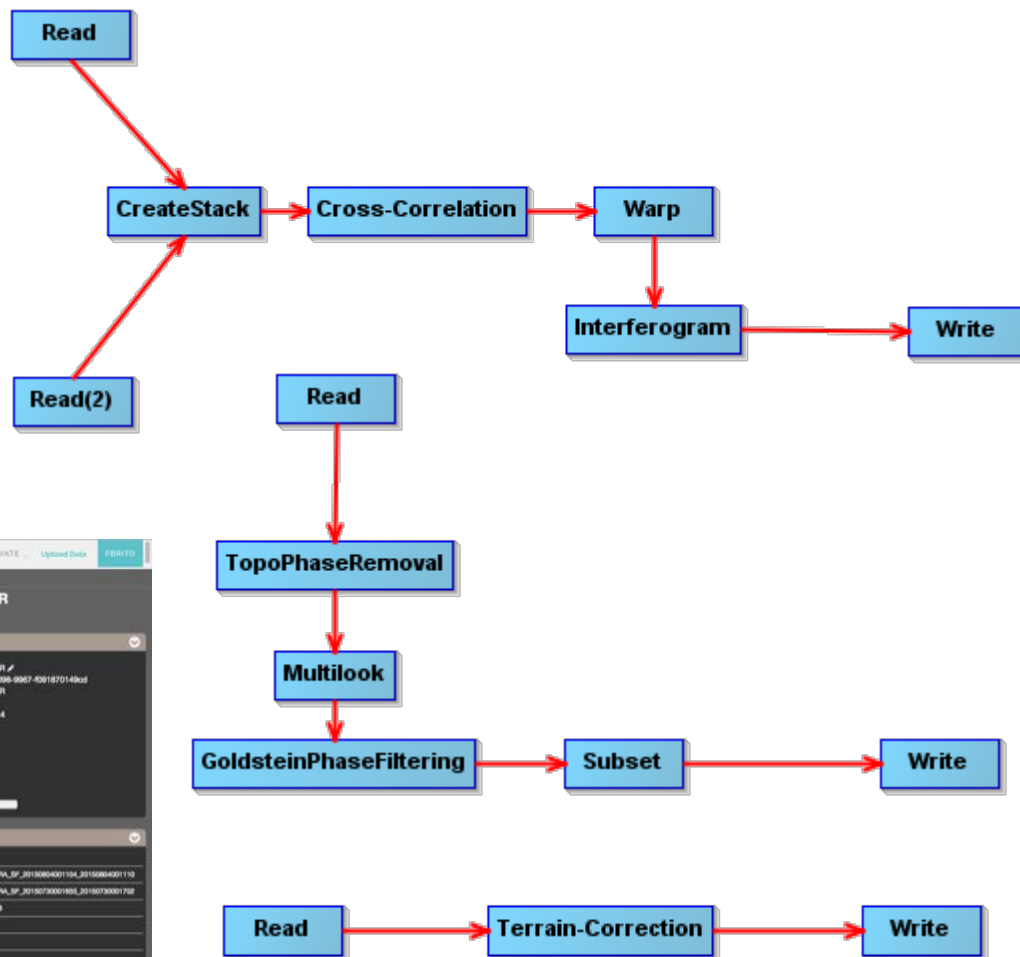 Read
CreateStack
Cross-Correlation
Warp
Interferogram
Write
Read(2)
Read
TopoPhaseRemoval
Multilook
GoldsteinPhaseFiltering
Subset
Write
Read
Terrain-Correction
Write
Upload Data
FBRITO